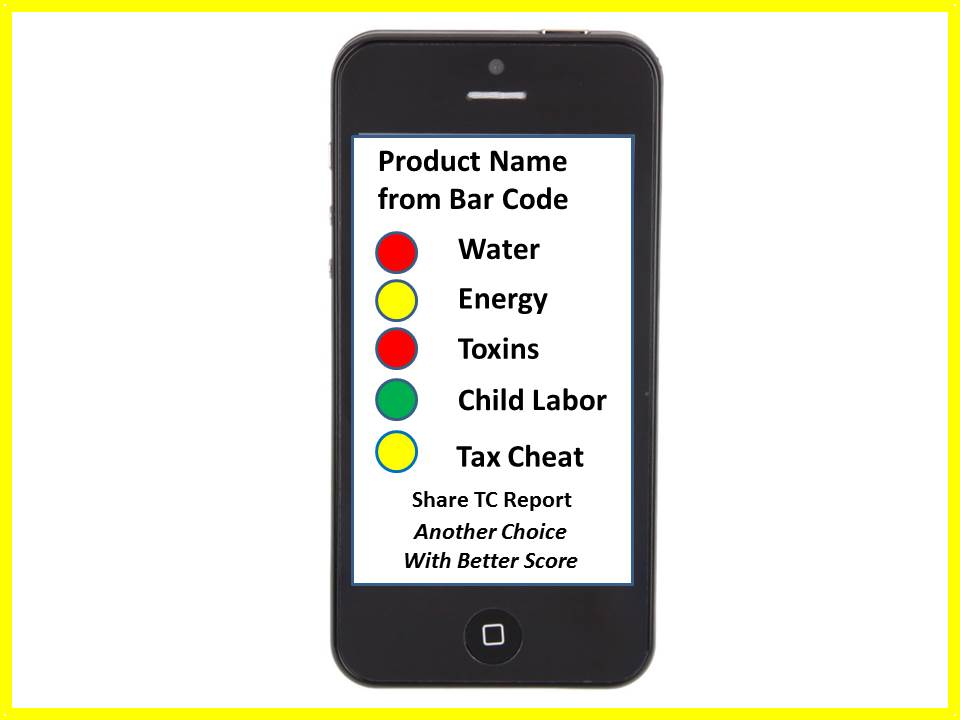 Product Name
from Bar Code
Water
Energy
Toxins
Child Labor
Tax Cheat
Share TC Report
Another Choice
With Better Score